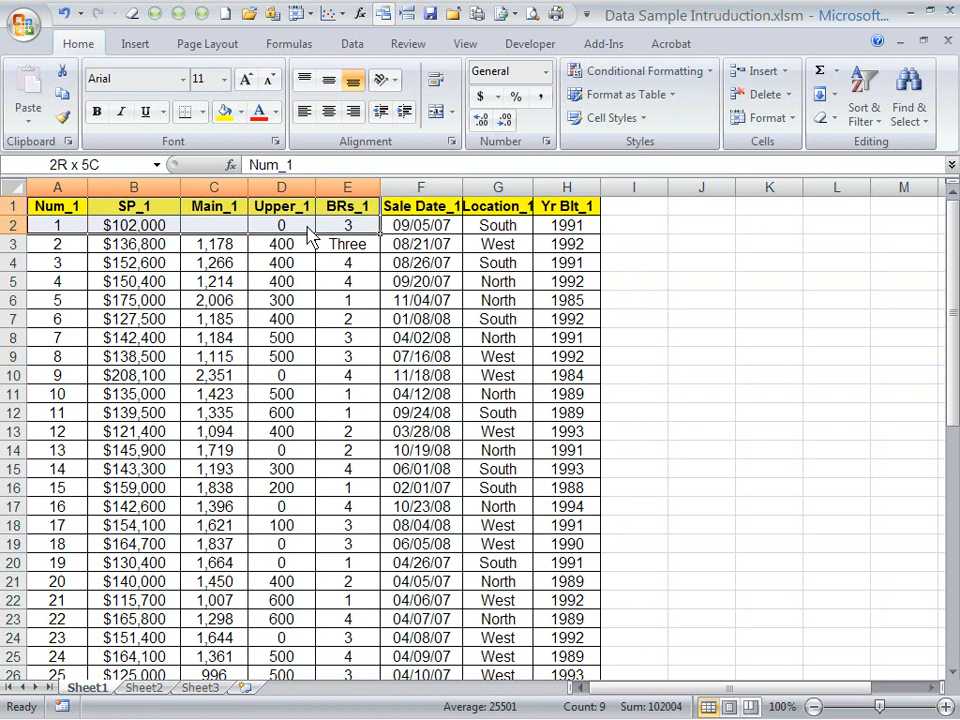 Data Sample Intruduction.xlsm - Microsoft...
Home Insert Page Layout Formulas Data Review View Developer Add-Ins Acrobat
Paste
Arial 11
B I U A
General
$ % ,
Conditional Formatting
Format as Table
Cell Styles
Insert
Delete
Format
Σ
Sort & Filter
Find & Select
Clipboard Font Alignment Number Styles Cells Editing
2R x 5C fx Num_1
A B C D E F G H I J K L M
1 Num_1 SP_1 Main_1 Upper_1 BRs_1 Sale Date_1 Location_1 Yr Blt_1
2 1 $102,000 0 3 09/05/07 South 1991
3 2 $136,800 1,178 400 Three 08/21/07 West 1992
4 3 $152,600 1,266 400 4 08/26/07 South 1991
5 4 $150,400 1,214 400 4 09/20/07 North 1992
6 5 $175,000 2,006 300 1 11/04/07 North 1985
7 6 $127,500 1,185 400 2 01/08/08 South 1992
8 7 $142,400 1,184 500 3 04/02/08 North 1991
9 8 $138,500 1,115 500 3 07/16/08 West 1992
10 9 $208,100 2,351 0 4 11/18/08 West 1984
11 10 $135,000 1,423 500 1 04/12/08 North 1989
12 11 $139,500 1,335 600 1 09/24/08 South 1989
13 12 $121,400 1,094 400 2 03/28/08 West 1993
14 13 $145,900 1,719 0 2 10/19/08 North 1991
15 14 $143,300 1,193 300 4 06/01/08 South 1993
16 15 $159,000 1,838 200 1 02/01/07 South 1988
17 16 $142,600 1,396 0 4 10/23/08 North 1994
18 17 $154,100 1,621 100 3 08/04/08 West 1991
19 18 $164,700 1,837 0 3 06/05/08 West 1990
20 19 $130,400 1,664 0 1 04/26/07 South 1991
21 20 $140,000 1,450 400 2 04/05/07 North 1989
22 21 $115,700 1,007 600 1 04/06/07 West 1992
23 22 $165,800 1,298 600 4 04/07/07 North 1989
24 23 $151,400 1,644 0 3 04/08/07 West 1992
25 24 $164,100 1,361 500 4 04/09/07 West 1989
26 25 $125,000 996 500 3 04/10/07 West 1993
Sheet1 Sheet2 Sheet3
Ready Average: 25501 Count: 9 Sum: 102004 100%